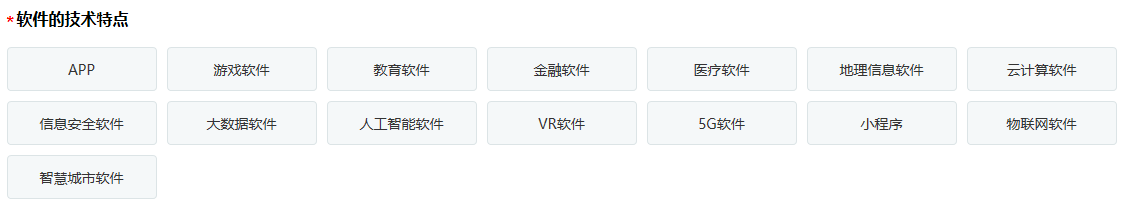 *软件的技术特点
APP 游戏软件 教育软件 金融软件 医疗软件 地理信息软件 云计算软件
信息安全软件 大数据软件 人工智能软件 VR软件 5G软件 小程序 物联网软件
智慧城市软件